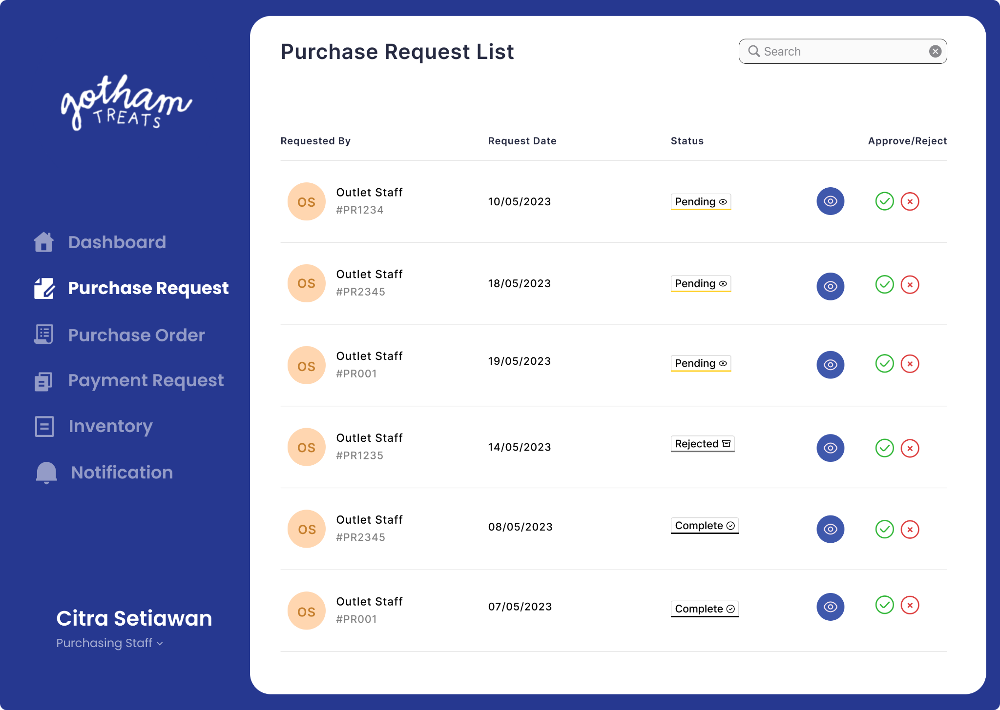 gotham
TREATS
Dashboard
Purchase Request
Purchase Order
Payment Request
Inventory
Notification
Citra Setiawan
Purchasing Staff
Purchase Request List
Search
Requested By Request Date Status Approve/Reject
OS Outlet Staff 10/05/2023 Pending
#PR1234
OS Outlet Staff 18/05/2023 Pending
#PR2345
OS Outlet Staff 19/05/2023 Pending
#PR001
OS Outlet Staff 14/05/2023 Rejected
#PR1235
OS Outlet Staff 08/05/2023 Complete
#PR2345
OS Outlet Staff 07/05/2023 Complete
#PR001